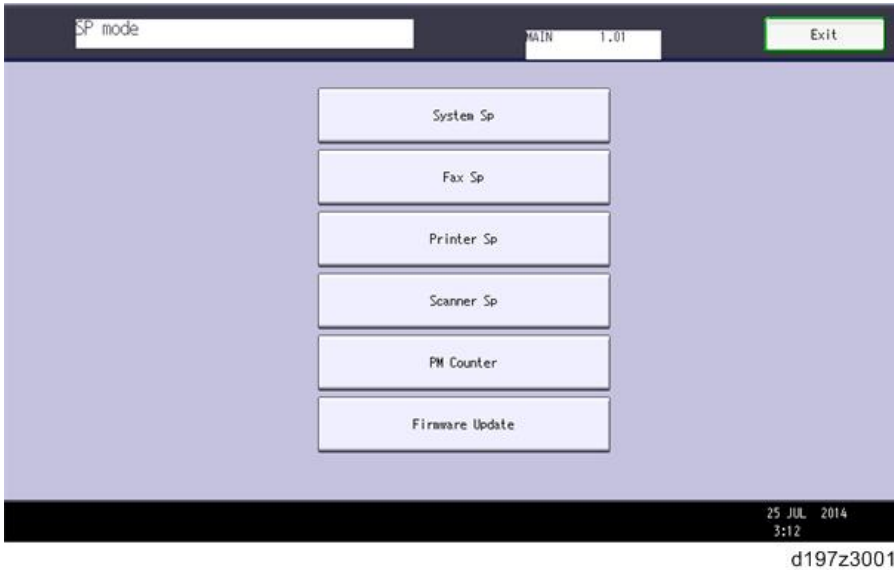 SP mode
MAIN 1.01
Exit
System Sp
Fax Sp
Printer Sp
Scanner Sp
PM Counter
Firmware Update
25 JUL 2014
3:12
d197z3001